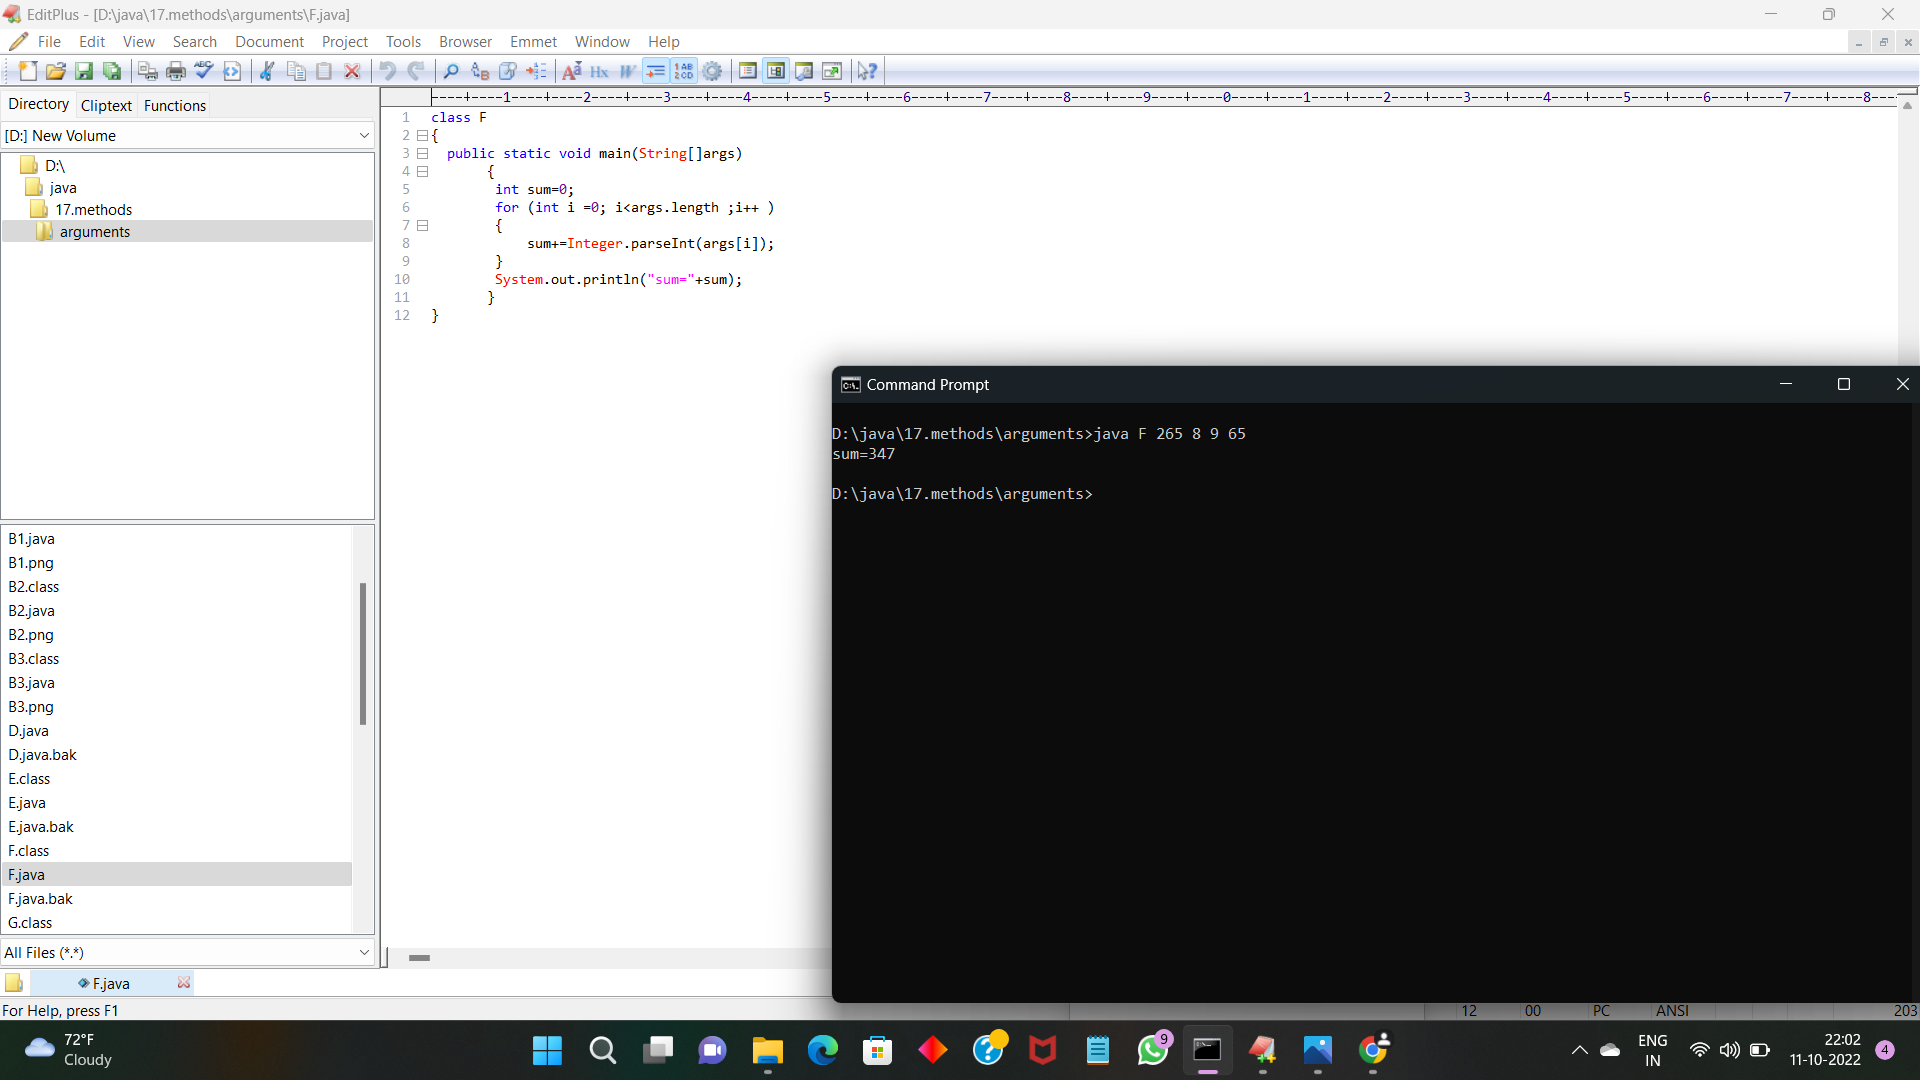 EditPlus - [D:\java\17.methods\arguments\F.java]
File Edit View Search Document Project Tools Browser Emmet Window Help
Directory Cliptext Functions
[D:] New Volume
D:\
java
17.methods
arguments
B1.java
B1.png
B2.class
B2.java
B2.png
B3.class
B3.java
B3.png
D.java
D.java.bak
E.class
E.java
E.java.bak
F.class
F.java
F.java.bak
G.class
All Files (*.*)
----+----1----+----2----+----3----+----4----+----5----+----6----+----7----+----8----+----9----+----0----+----1----+----2----+----3----+----4----+----5----+----6----+----7----+----8---
1 class F
2 {
3 public static void main(String[]args)
4 {
5 int sum=0;
6 for (int i =0; i<args.length ;i++ )
7 {
8 sum+=Integer.parseInt(args[i]);
9 }
10 System.out.println("sum="+sum);
11 }
12 }
Command Prompt
D:\java\17.methods\arguments>java F 265 8 9 65
sum=347
D:\java\17.methods\arguments>
F.java
For Help, press F1
12 00 PC ANSI 203
72°F
Cloudy
9
ENG
IN
22:02
11-10-2022
4